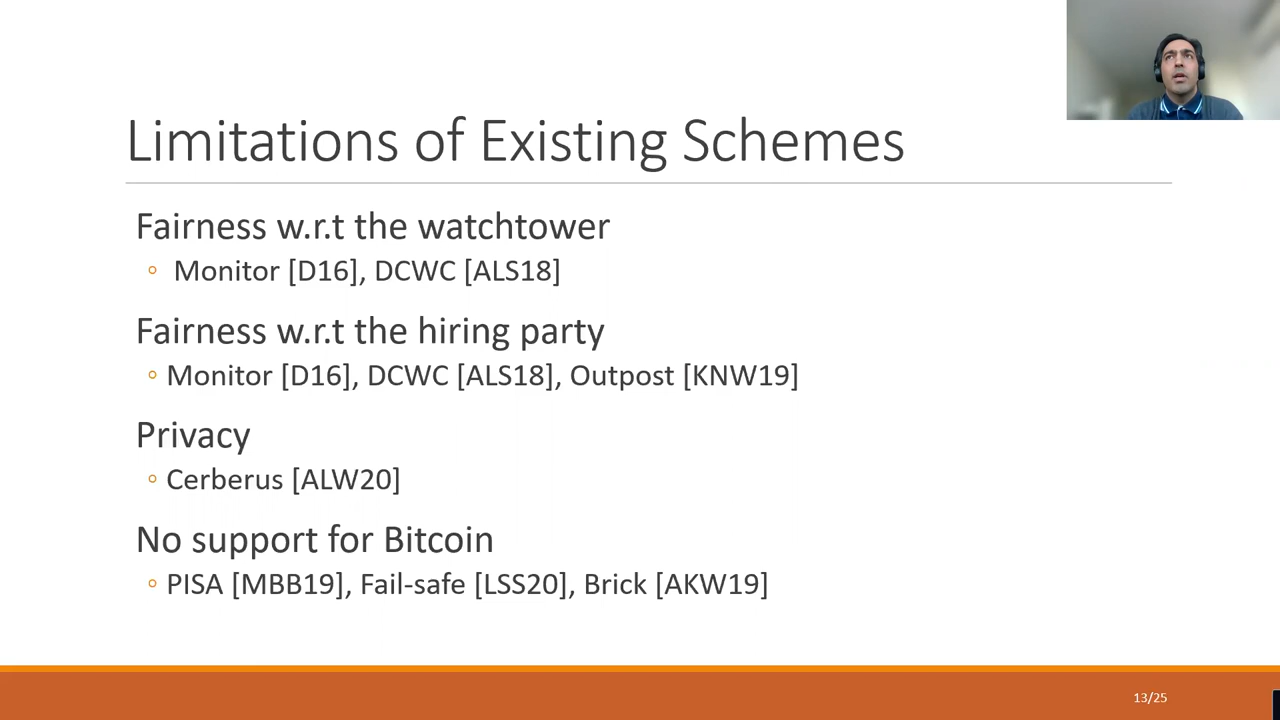 Limitations of Existing Schemes
Fairness w.r.t the watchtower
Monitor [D16], DCWC [ALS18]
Fairness w.r.t the hiring party
Monitor [D16], DCWC [ALS18], Outpost [KNW19]
Privacy
Cerberus [ALW20]
No support for Bitcoin
PISA [MBB19], Fail-safe [LSS20], Brick [AKW19]
13/25